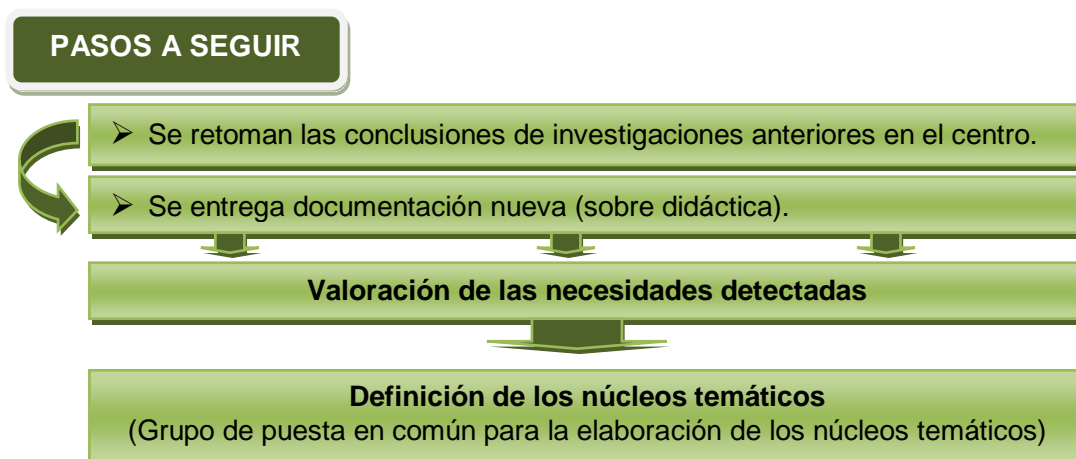 PASOS A SEGUIR
➢ Se retoman las conclusiones de investigaciones anteriores en el centro.
➢ Se entrega documentación nueva (sobre didáctica).
Valoración de las necesidades detectadas
Definición de los núcleos temáticos
(Grupo de puesta en común para la elaboración de los núcleos temáticos)